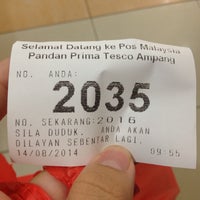 Selamat Datang ke Pos Malaysia
Pandan Prima Tesco Ampang
NO. ANDA:
2035
NO. SEKARANG:2016
SILA DUDUK. ANDA AKAN
DILAYAN SEBENTAR LAGI.
14/08/2014 09:55